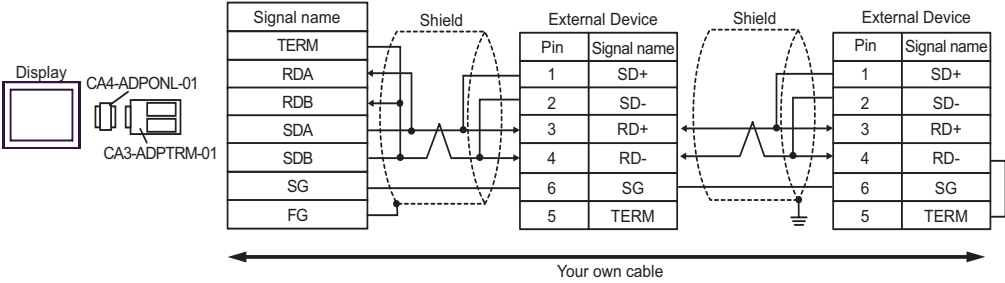 Display
CA4-ADPONL-01
CA3-ADPTRM-01
Signal name
TERM
RDA
RDB
SDA
SDB
SG
FG
Shield
External Device
Pin Signal name
1 SD+
2 SD-
3 RD+
4 RD-
6 SG
5 TERM
Shield
External Device
Pin Signal name
1 SD+
2 SD-
3 RD+
4 RD-
6 SG
5 TERM
Your own cable